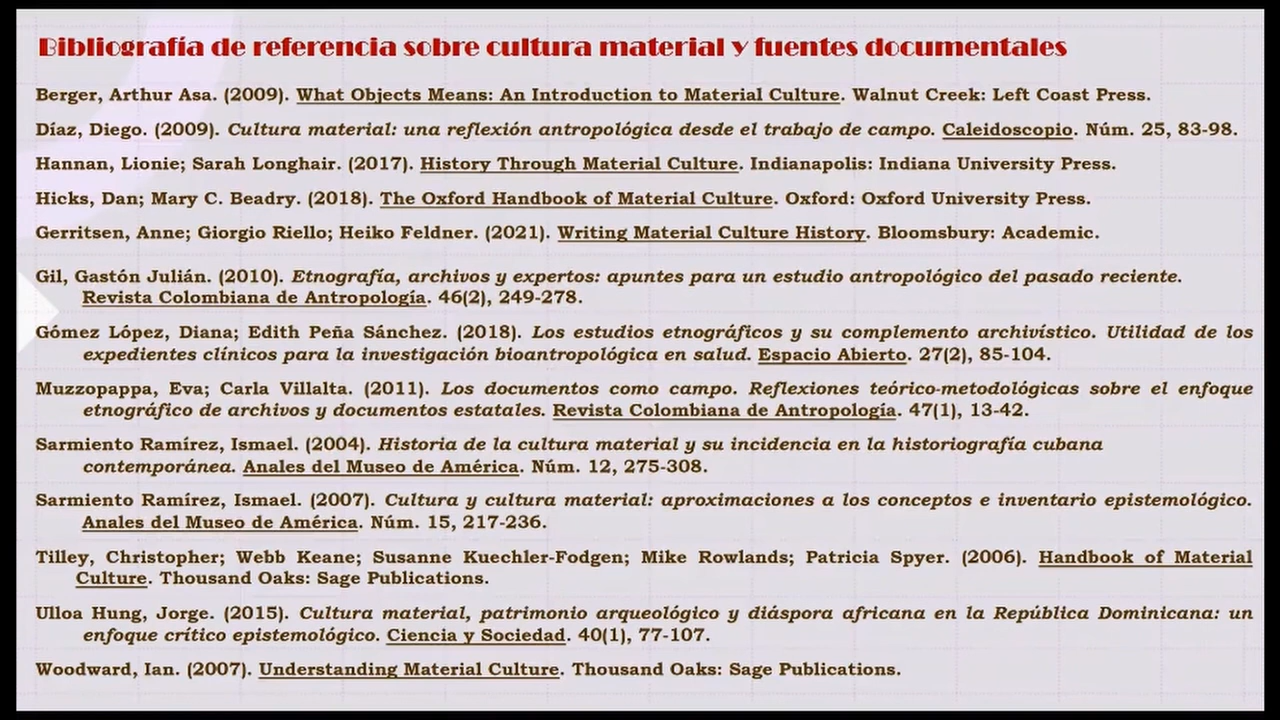 Bibliografía de referencia sobre cultura material y fuentes documentales
Berger, Arthur Asa. (2009). What Objects Means: An Introduction to Material Culture. Walnut Creek: Left Coast Press.
Díaz, Diego. (2009). Cultura material: una reflexión antropológica desde el trabajo de campo. Caleidoscopio. Núm. 25, 83-98.
Hannan, Lionie; Sarah Longhair. (2017). History Through Material Culture. Indianapolis: Indiana University Press.
Hicks, Dan; Mary C. Beadry. (2018). The Oxford Handbook of Material Culture. Oxford: Oxford University Press.
Gerritsen, Anne; Giorgio Riello; Heiko Feldner. (2021). Writing Material Culture History. Bloomsbury: Academic.
Gil, Gastón Julián. (2010). Etnografía, archivos y expertos: apuntes para un estudio antropológico del pasado reciente.
Revista Colombiana de Antropología. 46(2), 249-278.
Gómez López, Diana; Edith Peña Sánchez. (2018). Los estudios etnográficos y su complemento archivístico. Utilidad de los
expedientes clínicos para la investigación bioantropológica en salud. Espacio Abierto. 27(2), 85-104.
Muzzopappa, Eva; Carla Villalta. (2011). Los documentos como campo. Reflexiones teórico-metodológicas sobre el enfoque
etnográfico de archivos y documentos estatales. Revista Colombiana de Antropología. 47(1), 13-42.
Sarmiento Ramírez, Ismael. (2004). Historia de la cultura material y su incidencia en la historiografía cubana
contemporánea. Anales del Museo de América. Núm. 12, 275-308.
Sarmiento Ramírez, Ismael. (2007). Cultura y cultura material: aproximaciones a los conceptos e inventario epistemológico.
Anales del Museo de América. Núm. 15, 217-236.
Tilley, Christopher; Webb Keane; Susanne Kuechler-Fodgen; Mike Rowlands; Patricia Spyer. (2006). Handbook of Material
Culture. Thousand Oaks: Sage Publications.
Ulloa Hung, Jorge. (2015). Cultura material, patrimonio arqueológico y diáspora africana en la República Dominicana: un
enfoque crítico epistemológico. Ciencia y Sociedad. 40(1), 77-107.
Woodward, Ian. (2007). Understanding Material Culture. Thousand Oaks: Sage Publications.